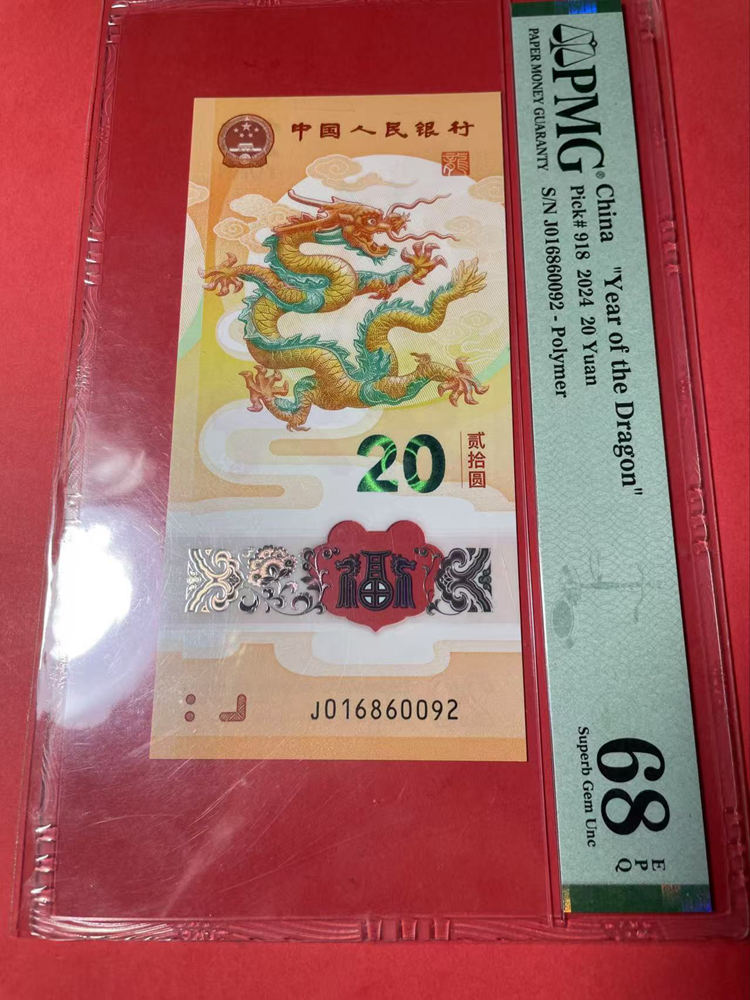 中国人民银行
龍
20
贰拾圆
福
J016860092
PMG®
PAPER MONEY GUARANTY
China "Year of the Dragon"
Pick# 918 2024 20 Yuan
S/N J016860092 - Polymer
68 EPQ
Superb Gem Unc